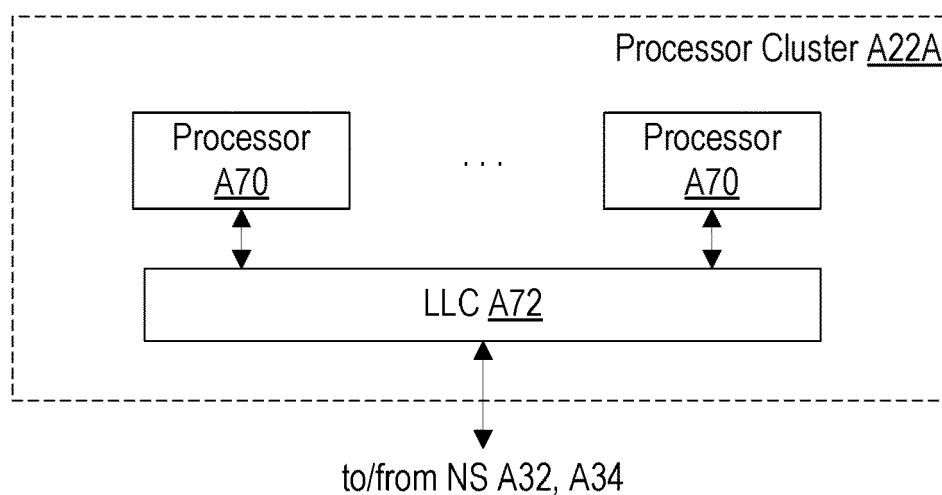 Processor Cluster A22A
Processor
A70
. . .
Processor
A70
LLC A72
to/from NS A32, A34